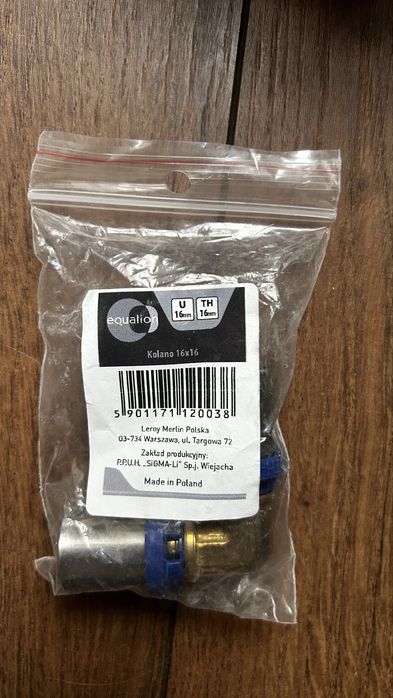 equation
U
16mm
TH
16mm
Kolano 16x16
5 901171 120038
Leroy Merlin Polska
03-734 Warszawa, ul. Targowa 72
Zakład produkcyjny:
P.P.U.H. „SiGMA-Li" Sp.j. Wiejacha
Made in Poland